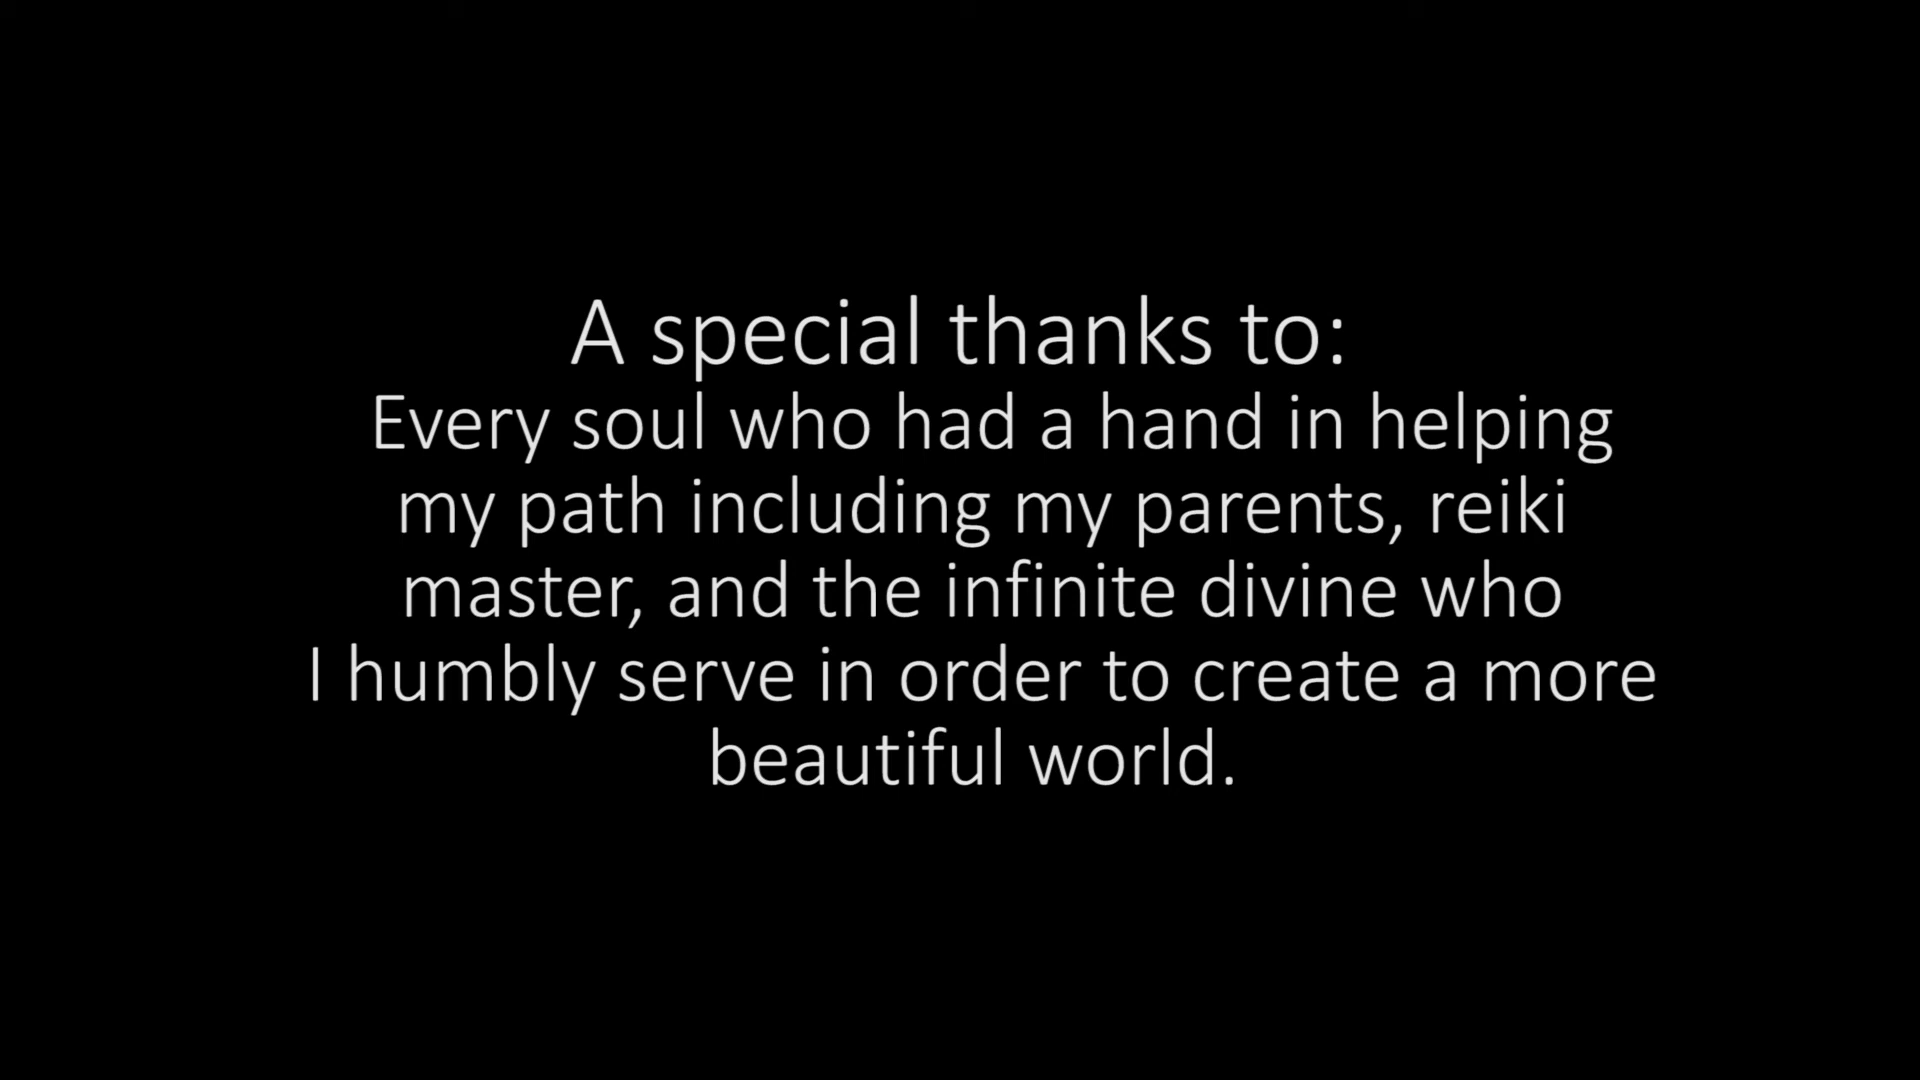 A special thanks to:
Every soul who had a hand in helping
my path including my parents, reiki
master, and the infinite divine who
I humbly serve in order to create a more
beautiful world.